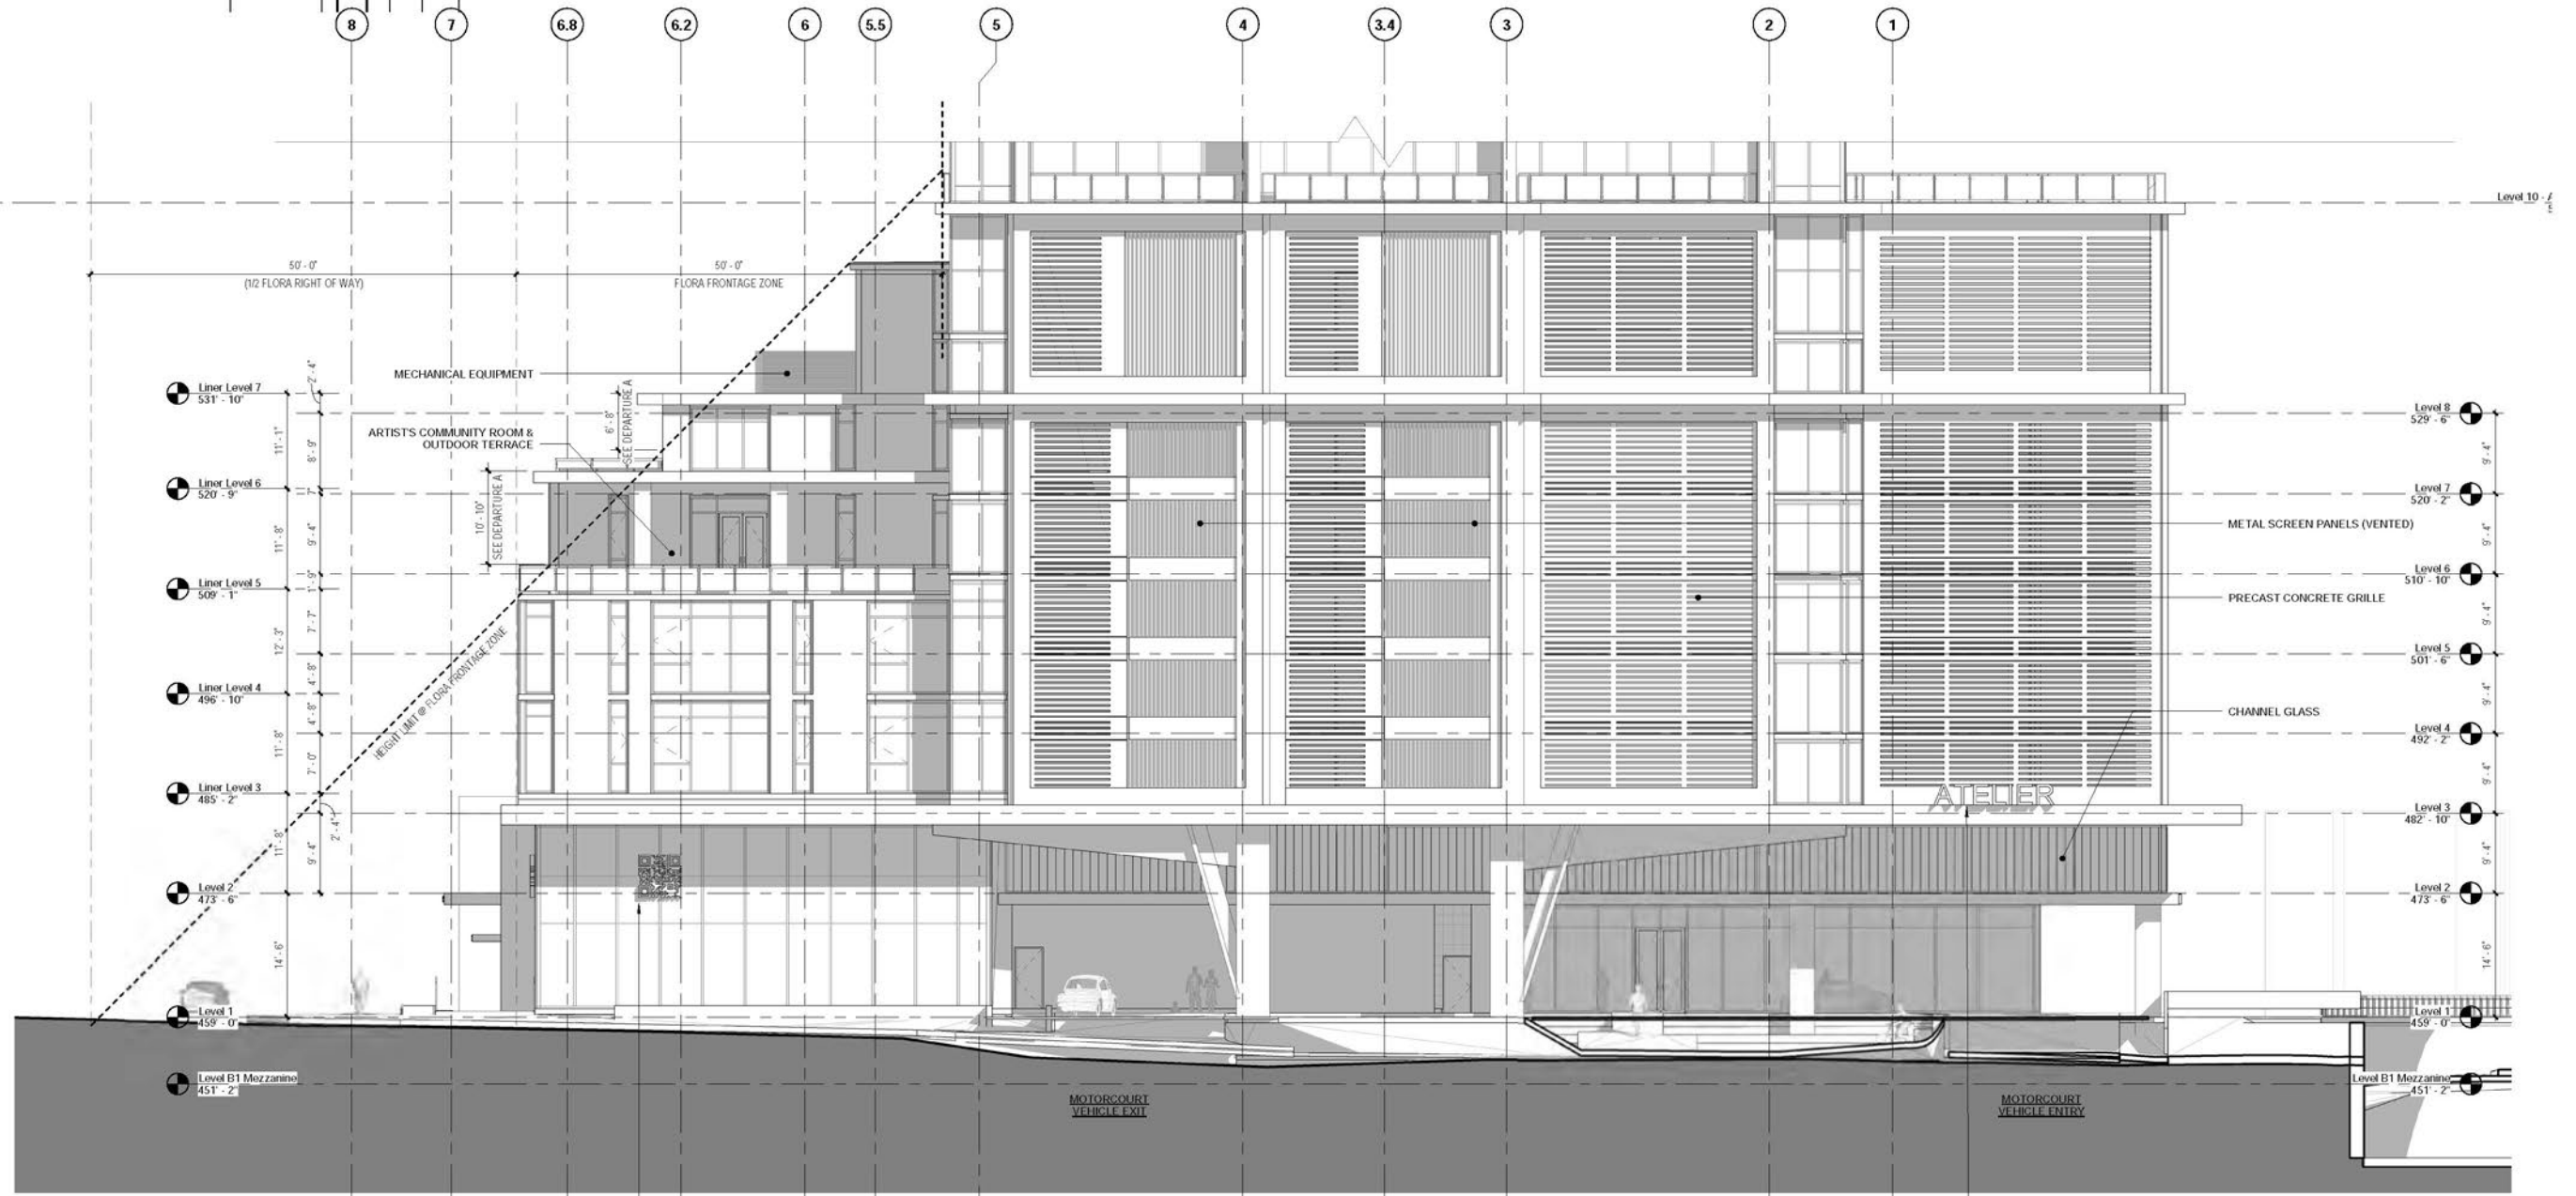 8
7
6.8
6.2
6
5.5
5
4
3.4
3
2
1
Level 10 -
50' - 0"
(1/2 FLORA RIGHT OF WAY)
50' - 0"
FLORA FRONTAGE ZONE
MECHANICAL EQUIPMENT
ARTIST'S COMMUNITY ROOM &
OUTDOOR TERRACE
6' - 8"
SEE DEPARTURE A
10' - 10"
SEE DEPARTURE A
HEIGHT LIMIT @ FLORA FRONTAGE ZONE
Liner Level 7
531' - 10"
Liner Level 6
520' - 9"
Liner Level 5
509' - 1"
Liner Level 4
496' - 10"
Liner Level 3
485' - 2"
Level 2
473' - 6"
Level 1
459' - 0"
Level B1 Mezzanine
451' - 2"
11' - 1"
11' - 8"
12' - 3"
11' - 8"
11' - 8"
14' - 6"
2' - 4"
8' - 9"
7"
9' - 4"
1' - 9"
7' - 7"
4' - 8"
4' - 8"
7' - 0"
2' - 4"
9' - 4"
Level 8
529' - 6"
Level 7
520' - 2"
Level 6
510' - 10"
Level 5
501' - 6"
Level 4
492' - 2"
Level 3
482' - 10"
Level 2
473' - 6"
Level 1
459' - 0"
Level B1 Mezzanine
451' - 2"
9' - 4"
9' - 4"
9' - 4"
9' - 4"
9' - 4"
9' - 4"
14' - 6"
METAL SCREEN PANELS (VENTED)
PRECAST CONCRETE GRILLE
CHANNEL GLASS
ATELIER
MOTORCOURT
VEHICLE EXIT
MOTORCOURT
VEHICLE ENTRY